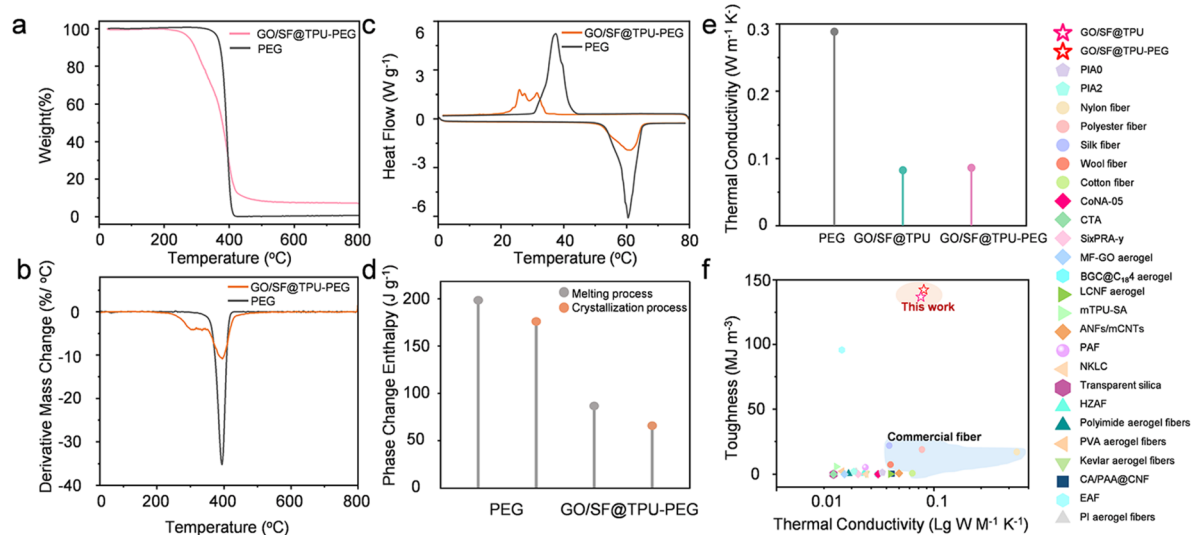 a
100
80
60
40
20
0
Weight(%)
GO/SF@TPU-PEG
PEG
0
200
400
600
800
Temperature (ºC)
b
0
-10
-20
-30
-40
Derivative Mass Change (%/ ºC)
GO/SF@TPU-PEG
PEG
0
200
400
600
800
Temperature (ºC)
c
6
3
0
-3
-6
Heat Flow (W g-1)
GO/SF@TPU-PEG
PEG
0
20
40
60
80
Temperature (ºC)
d
200
150
100
50
0
Phase Change Enthalpy (J g-1)
Melting process
Crystallization process
PEG
GO/SF@TPU-PEG
e
0.3
0.2
0.1
0
Thermal Conductivity (W m-1 K-)
PEG
GO/SF@TPU
GO/SF@TPU-PEG
f
150
100
50
0
Toughness (MJ m-3)
This work
Commercial fiber
0.01
0.1
Thermal Conductivity (Lg W M-1 K-1)
GO/SF@TPU
GO/SF@TPU-PEG
PIA0
PIA2
Nylon fiber
Polyester fiber
Silk fiber
Wool fiber
Cotton fiber
CoNA-05
CTA
SixPRA-y
MF-GO aerogel
BGC@C184 aerogel
LCNF aerogel
mTPU-SA
ANFs/mCNTs
PAF
NKLC
Transparent silica
HZAF
Polyimide aerogel fibers
PVA aerogel fibers
Kevlar aerogel fibers
CA/PAA@CNF
EAF
PI aerogel fibers